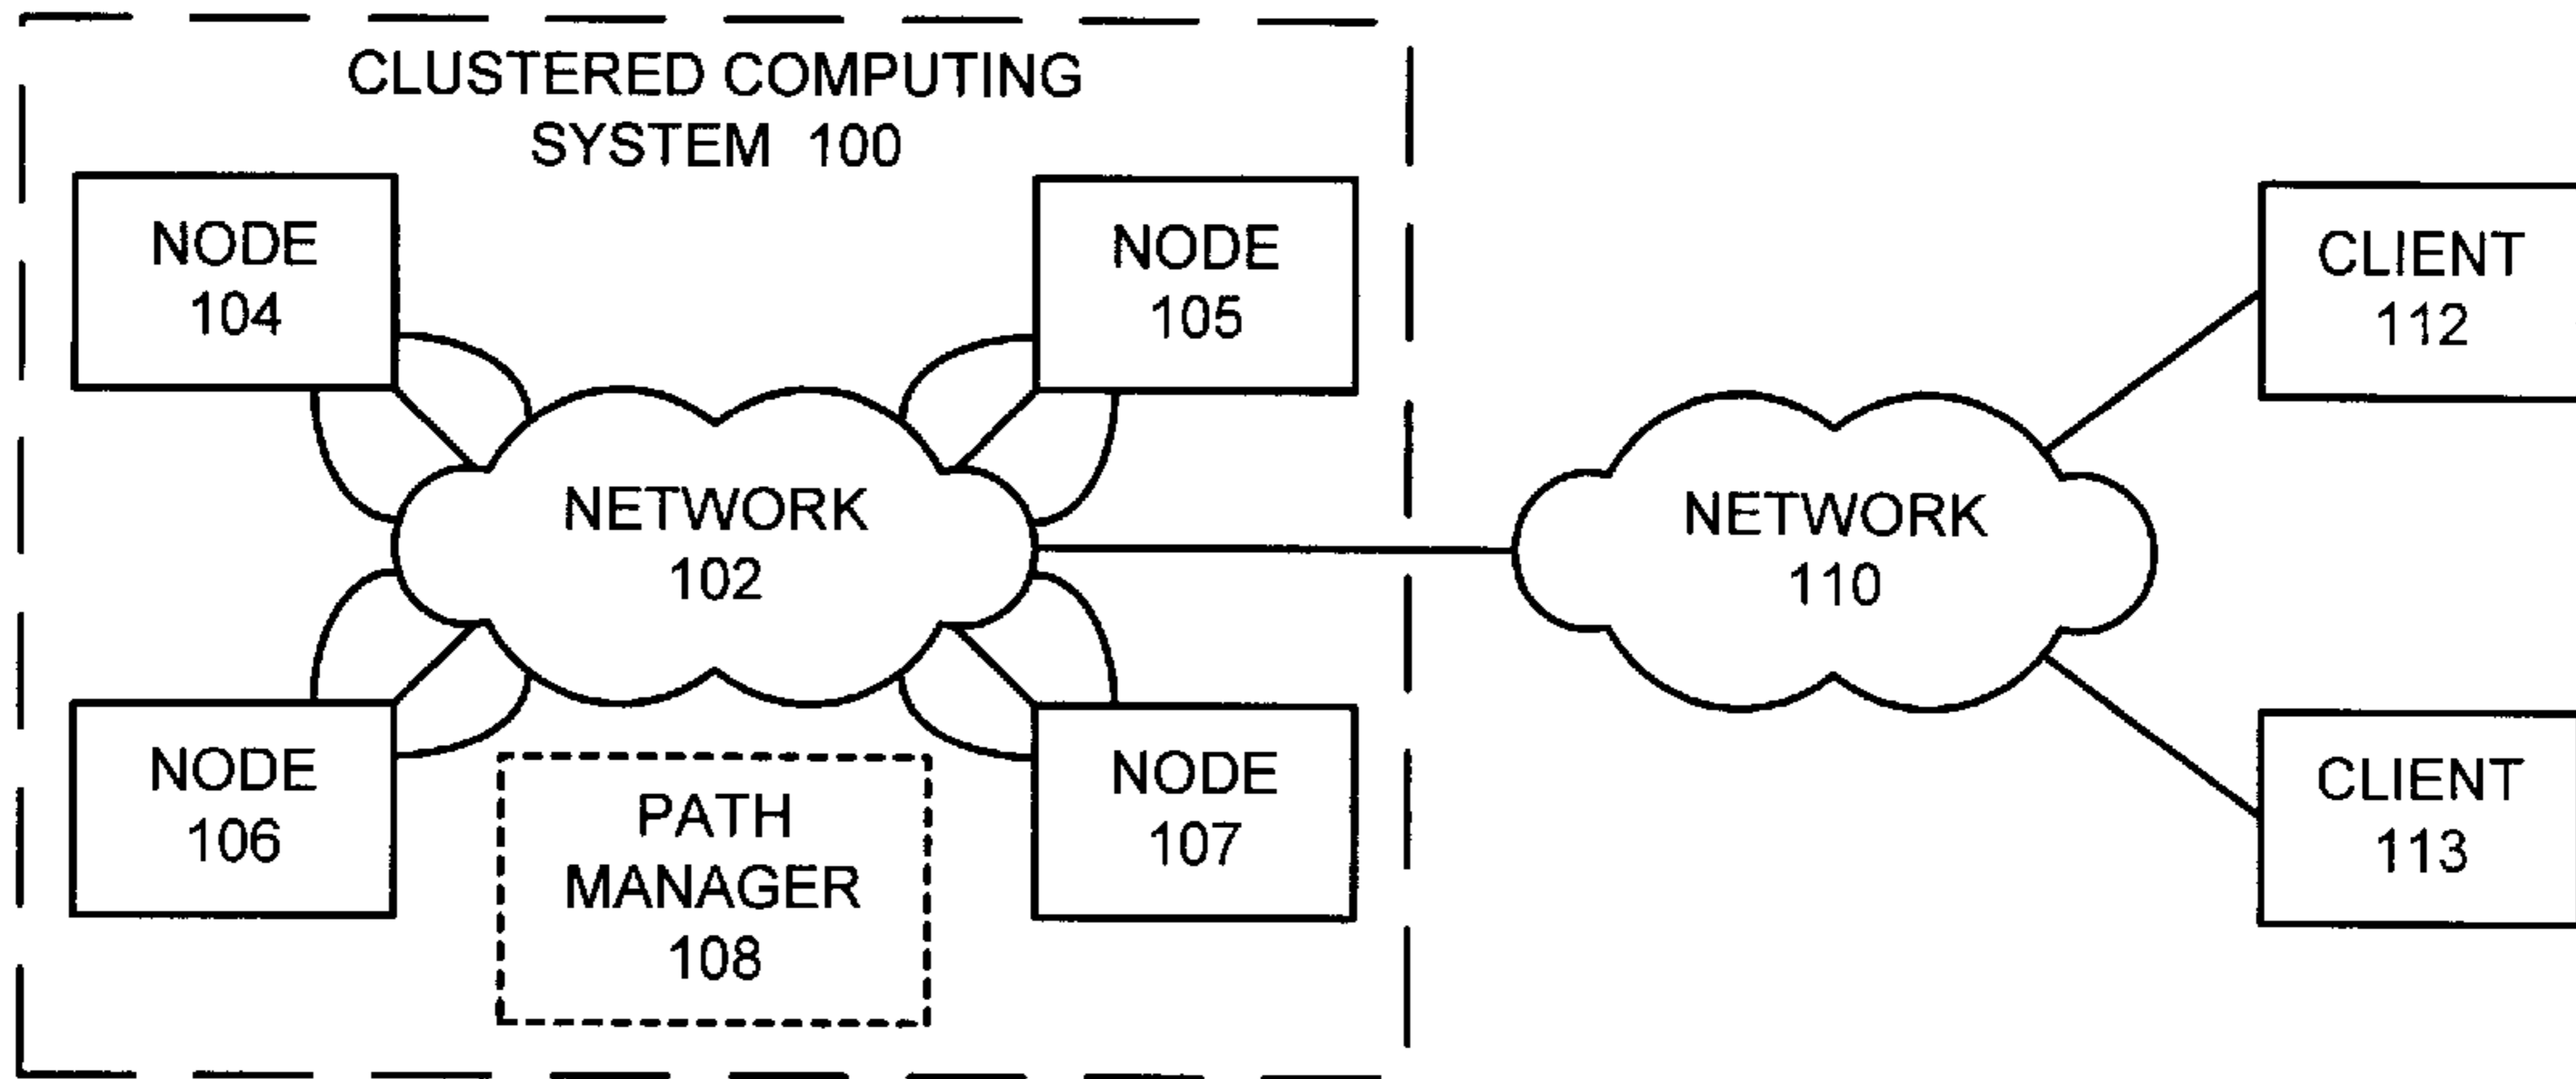 CLUSTERED COMPUTING
SYSTEM 100
NODE
104
NODE
105
CLIENT
112
NETWORK
102
NETWORK
110
NODE
106
PATH
MANAGER
108
NODE
107
CLIENT
113